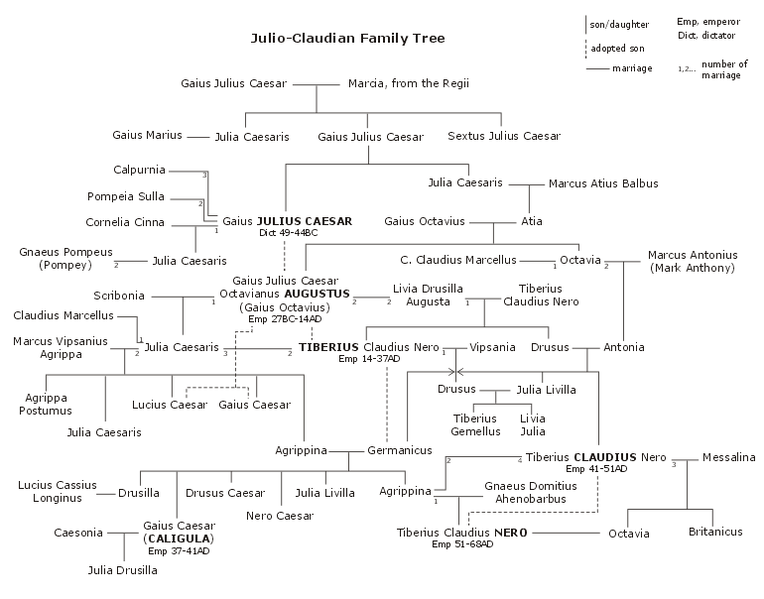 Julio-Claudian Family Tree
son/daughter
Emp, emperor
Dict, dictator
adopted son
marriage
1,2... number of
marriage
Gaius Julius Caesar
Marcia, from the Regii
Gaius Marius
Julia Caesaris
Gaius Julius Caesar
Sextus Julius Caesar
Calpurnia
3
Julia Caesaris
Marcus Atius Balbus
Pompeia Sulla
2
Cornelia Cinna
1
Gaius JULIUS CAESAR
Dict 49-44BC
Gaius Octavius
Atia
Gnaeus Pompeus
(Pompey)
2
Julia Caesaris
C. Claudius Marcellus
1
Octavia
2
Marcus Antonius
(Mark Anthony)
Scribonia
1
Gaius Julius Caesar
Octavianus AUGUSTUS
(Gaius Octavius)
Emp 27BC-14AD
2
2
Livia Drusilla
Augusta
1
Tiberius
Claudius Nero
Claudius Marcellus
1
Marcus Vipsanius
Agrippa
2
Julia Caesaris
3
2
TIBERIUS Claudius Nero
Emp 14-37AD
1
Vipsania
Drusus
Antonia
Agrippa
Postumus
Julia Caesaris
Lucius Caesar
Gaius Caesar
Drusus
Julia Livilla
Tiberius
Gemellus
Livia
Julia
Agrippina
Germanicus
2
4
Tiberius CLAUDIUS Nero
Emp 41-51AD
3
Messalina
Lucius Cassius
Longinus
Drusilla
Drusus Caesar
Julia Livilla
Agrippina
1
Gnaeus Domitius
Ahenobarbus
Nero Caesar
Caesonia
Gaius Caesar
(CALIGULA)
Emp 37-41AD
Tiberius Claudius NERO
Emp 51-68AD
Octavia
Britanicus
Julia Drusilla